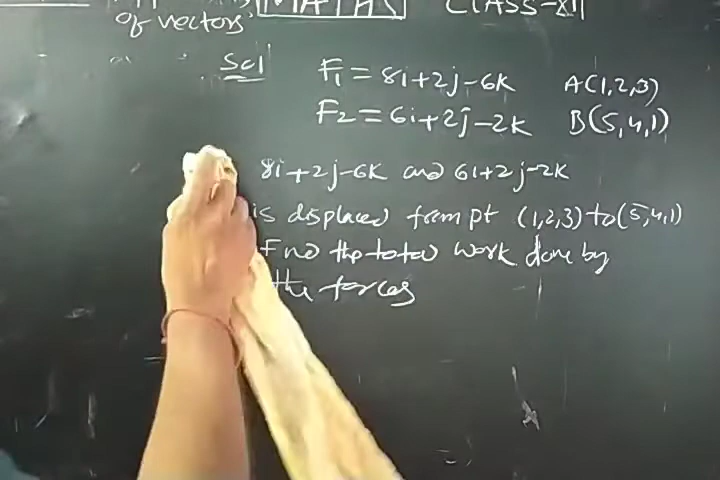 MATHS CLASS-XII
of vectors
Sol F1 = 8i+2j-6k A(1,2,3)
F2 = 6i+2j-2k B(5,4,1)
8i+2j-6k and 6i+2j-2k
is displaced from pt (1,2,3) to (5,4,1)
Find the total work done by
the forces